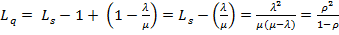 L_q = L_s − 1 + (1 − λ/μ) = L_s − (λ/μ) = λ²/μ(μ−λ) = ρ²/1−ρ